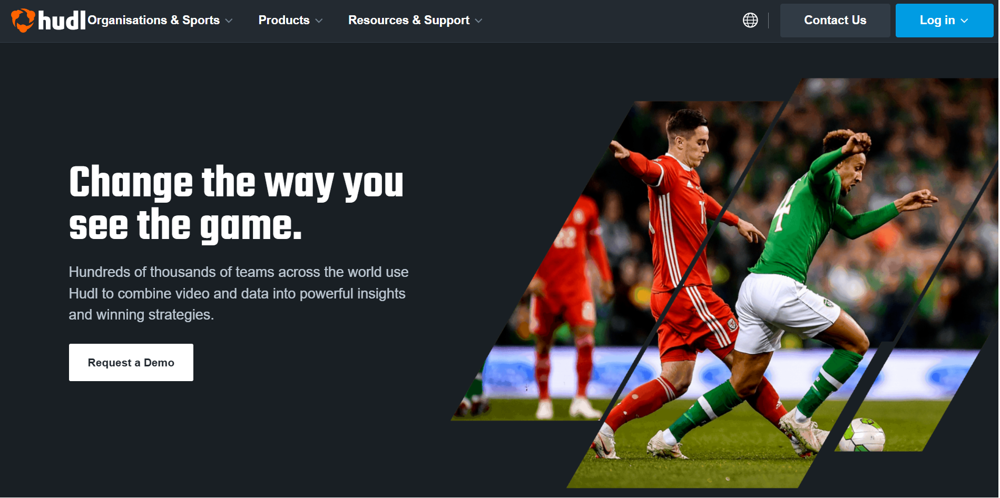 hudl Organisations & Sports Products Resources & Support Contact Us Log in
Change the way you
see the game.
Hundreds of thousands of teams across the world use
Hudl to combine video and data into powerful insights
and winning strategies.
Request a Demo
22
4